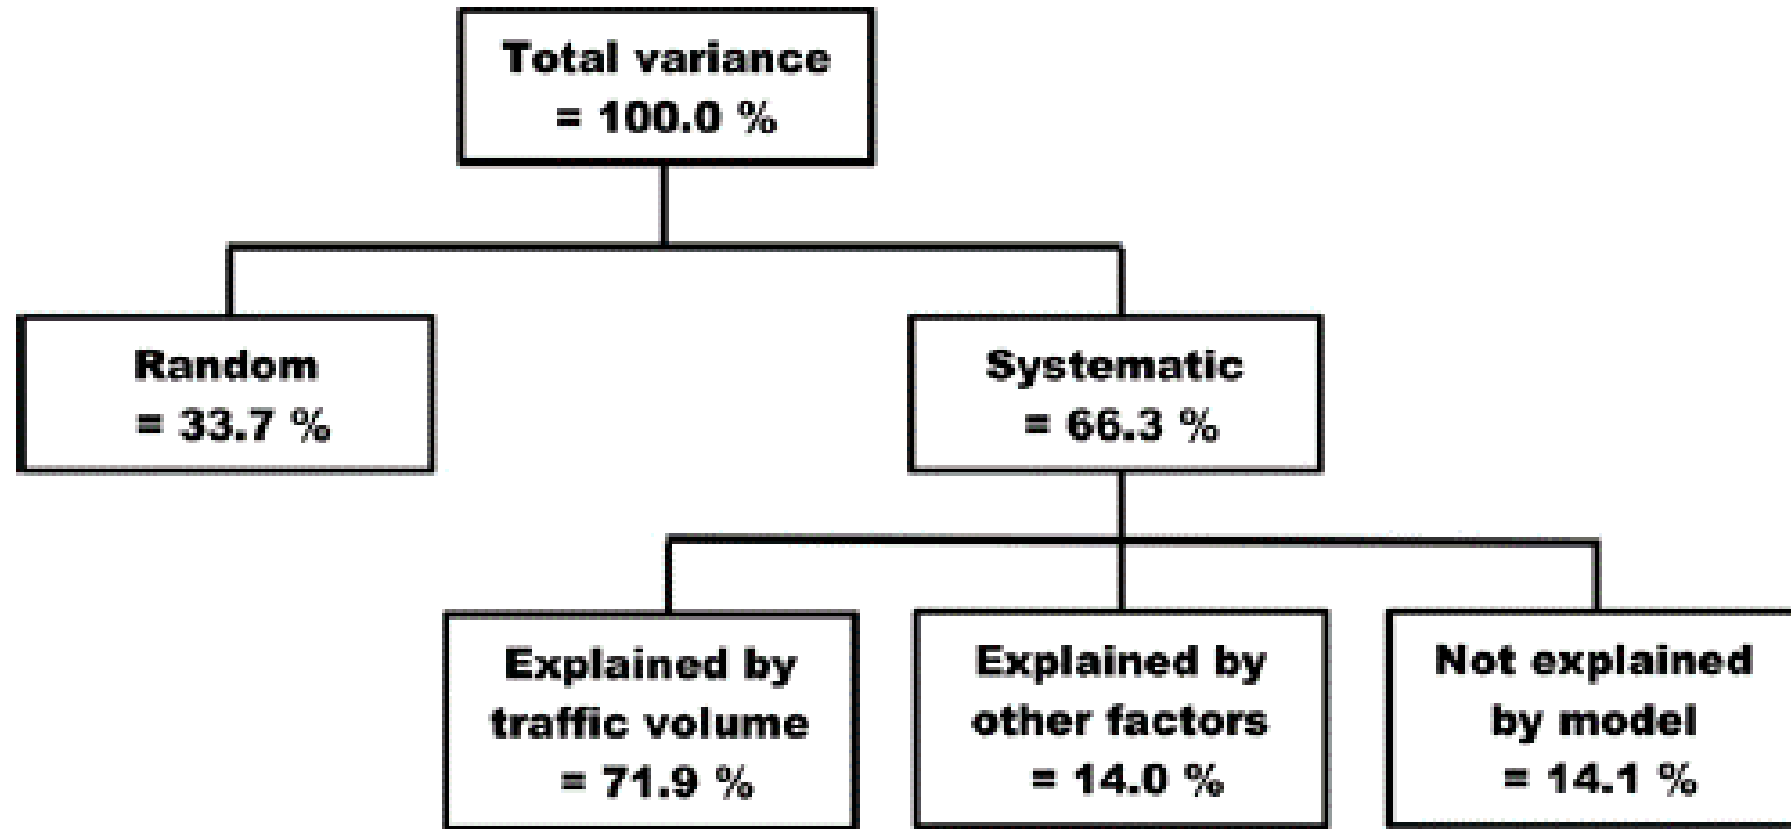 Total variance
= 100.0 %
Random
= 33.7 %
Systematic
= 66.3 %
Explained by
traffic volume
= 71.9 %
Explained by
other factors
= 14.0 %
Not explained
by model
= 14.1 %